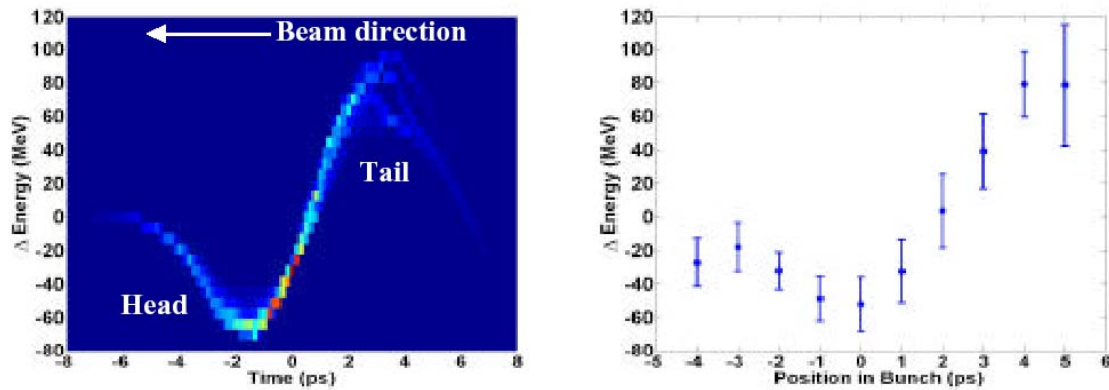 120
100
80
60
40
20
0
-20
-40
-60
-80
Δ Energy (MeV)
Beam direction
Tail
Head
-8 -6 -4 -2 0 2 4 6 8
Time (ps)
120
100
80
60
40
20
0
-20
-40
-60
-80
Δ Energy (MeV)
-5 -4 -3 -2 -1 0 1 2 3 4 5 6
Position in Bunch (ps)